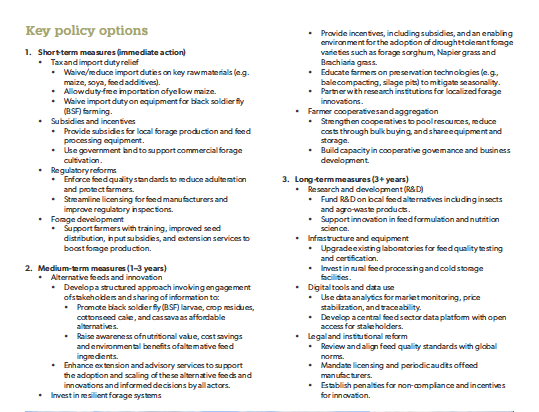 Key policy options
1. Short-term measures (immediate action)
• Tax and import duty relief
• Waive/reduce import duties on key raw materials (e.g.
maize, soya, feed additives).
• Allow duty-free importation of yellow maize.
• Waive import duty on equipment for black soldier fly
(BSF) farming.
• Subsidies and incentives
• Provide subsidies for local forage production and feed
processing equipment.
• Use government land to support commercial forage
cultivation.
• Regulatory reforms
• Enforce feed quality standards to reduce adulteration
and protect farmers.
• Streamline licensing for feed manufacturers and
improve regulatory inspections.
• Forage development
• Support farmers with training, improved seed
distribution, input subsidies, and extension services to
boost forage production.
2. Medium-term measures (1–3 years)
• Alternative feeds and innovation
• Develop a structured approach involving engagement
of stakeholders and sharing of information to:
• Promote black soldier fly (BSF) larvae, crop residues,
cottonseed cake, and cassava as affordable
alternatives.
• Raise awareness of nutritional value, cost savings
and environmental benefits of alternative feed
ingredients.
• Enhance extension and advisory services to support
the adoption and scaling of these alternative feeds and
innovations and informed decisions by all actors.
• Invest in resilient forage systems
• Provide incentives, including subsidies, and an enabling
environment for the adoption of drought-tolerant forage
varieties such as forage sorghum, Napier grass and
Brachiaria grass.
• Educate farmers on preservation technologies (e.g.,
bale compacting, silage pits) to mitigate seasonality.
• Partner with research institutions for localized forage
innovations.
• Farmer cooperatives and aggregation
• Strengthen cooperatives to pool resources, reduce
costs through bulk buying, and share equipment and
storage.
• Build capacity in cooperative governance and business
development.
3. Long-term measures (3+ years)
• Research and development (R&D)
• Fund R&D on local feed alternatives including insects
and agro-waste products.
• Support innovation in feed formulation and nutrition
science.
• Infrastructure and equipment
• Upgrade existing laboratories for feed quality testing
and certification.
• Invest in rural feed processing and cold storage
facilities.
• Digital tools and data use
• Use data analytics for market monitoring, price
stabilization, and traceability.
• Develop a central feed sector data platform with open
access for stakeholders.
• Legal and institutional reform
• Review and align feed quality standards with global
norms.
• Mandate licensing and periodic audits of feed
manufacturers.
• Establish penalties for non-compliance and incentives
for innovation.